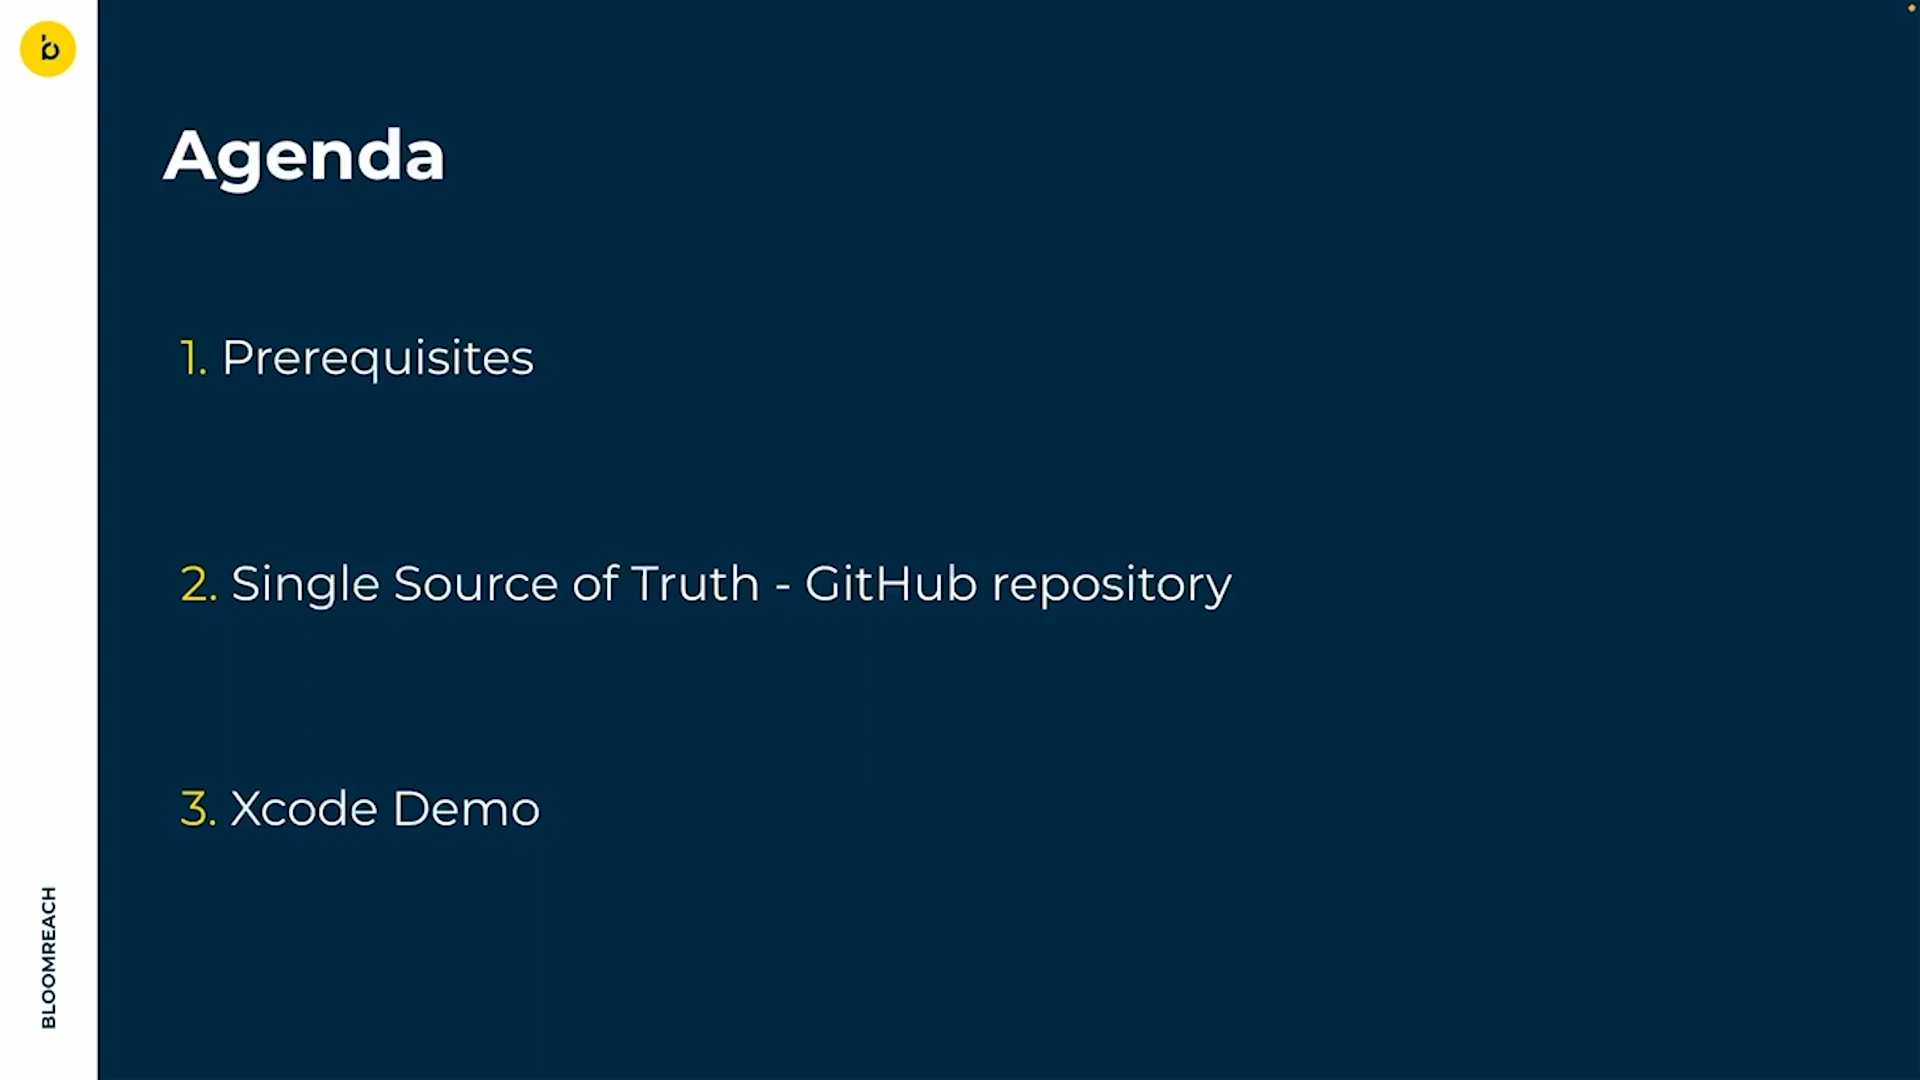 Agenda
1. Prerequisites
2. Single Source of Truth - GitHub repository
3. Xcode Demo
BLOOMREACH